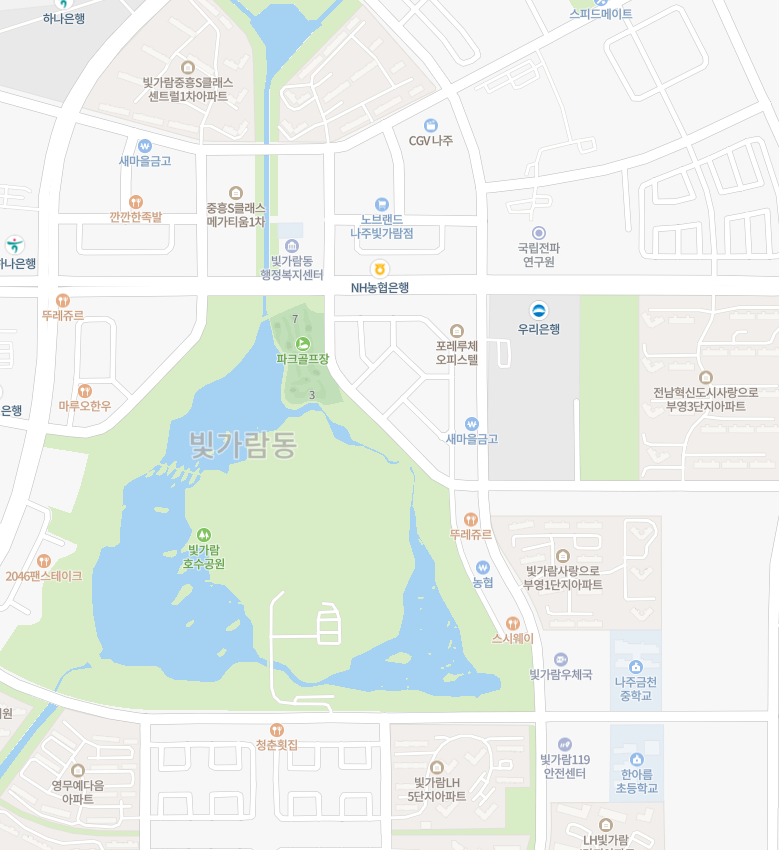 하나은행
스피드메이트
빛가람중흥S클래스
센트럴1차아파트
CGV 나주
새마을금고
깐깐한족발
중흥S클래스
메가티움1차
노브랜드
나주빛가람점
국립전파
연구원
하나은행
빛가람동
행정복지센터
NH농협은행
뚜레쥬르
7
우리은행
파크골프장
포레루체
오피스텔
3
전남혁신도시사랑으로
부영3단지아파트
마루오한우
은행
새마을금고
빛가람동
뚜레쥬르
빛가람
호수공원
2046팬스테이크
농협
빛가람사랑으로
부영1단지아파트
스시웨이
빛가람우체국
나주금천
중학교
의원
청춘횟집
빛가람119
안전센터
영무예다음
아파트
빛가람LH
5단지아파트
한아름
초등학교
LH빛가람